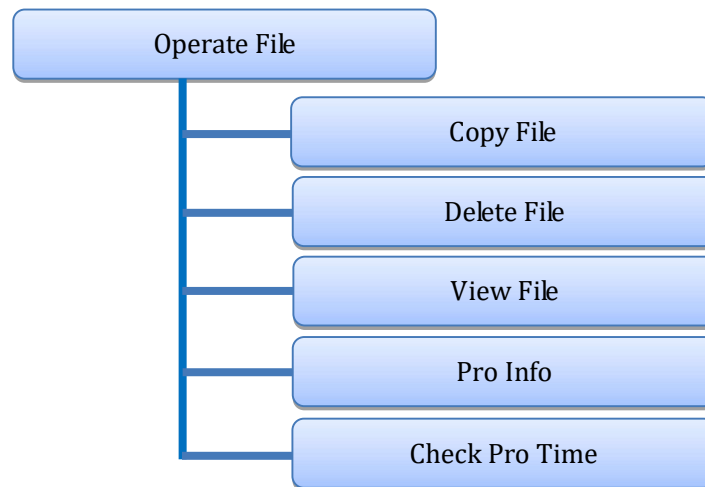 Operate File
Copy File
Delete File
View File
Pro Info
Check Pro Time